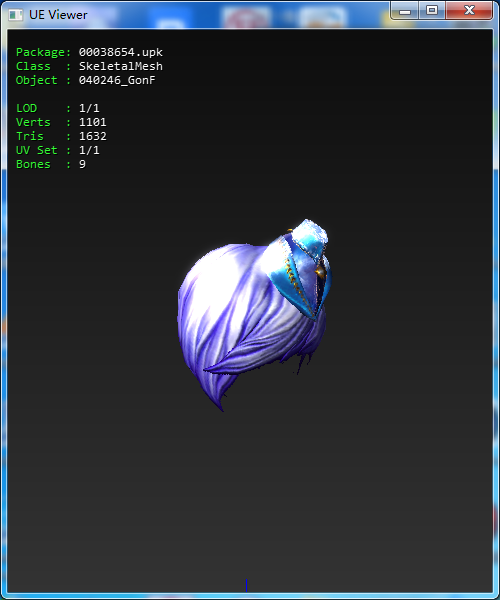 UE Viewer
Package: 00038654.upk
Class  : SkeletalMesh
Object : 040246_GonF
LOD    : 1/1
Verts  : 1101
Tris   : 1632
UV Set : 1/1
Bones  : 9